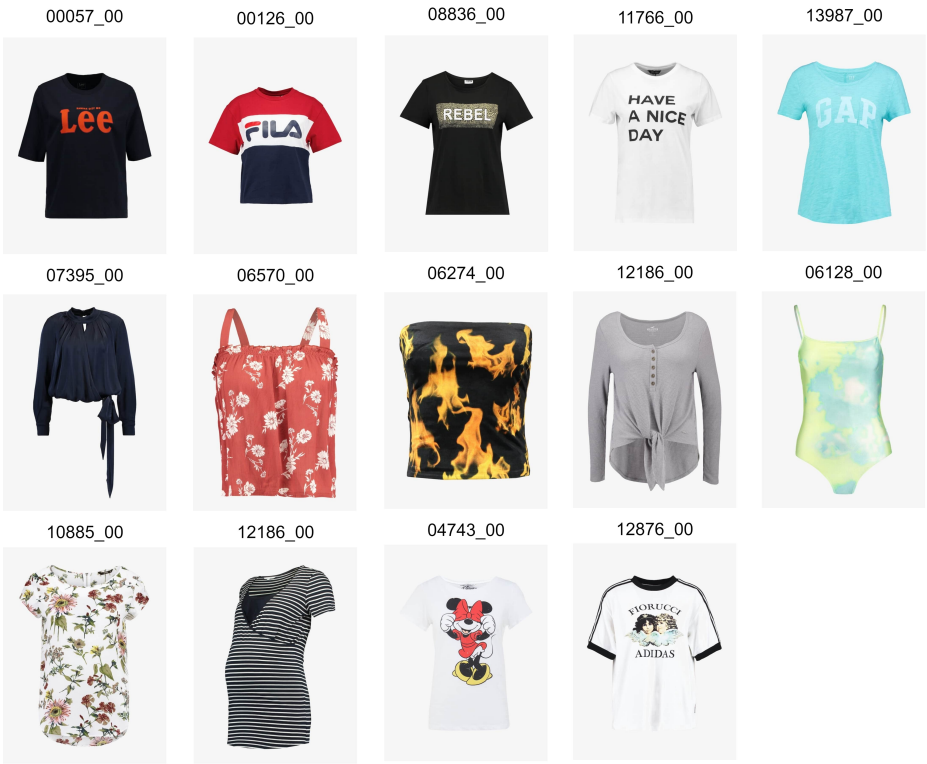 00057_00
00126_00
08836_00
11766_00
13987_00
Lee
FILA
REBEL
HAVE
A NICE
DAY
GAP
07395_00
06570_00
06274_00
12186_00
06128_00
10885_00
12186_00
04743_00
12876_00
FIORUCCI
ADIDAS